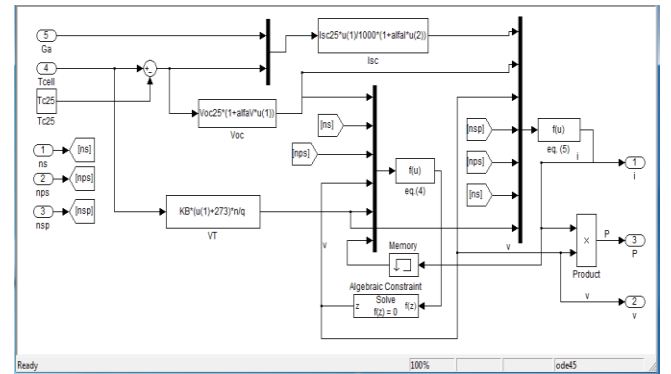 5
Ga
Isc25*u(1)/1000*(1+alfaI*u(2))
Isc
4
Tcell
Tc25
Tc25
Voc25*(1+alfaV*u(1))
Voc
[ns]
[nps]
[nsp]
[nps]
[ns]
f(u)
eq, (5)
i
1
i
1
ns
[ns]
2
nps
[nps]
3
nsp
[nsp]
f(u)
eq,(4)
KB*(u(1)+273)*n/q
VT
v
v
Memory
×
Product
P
3
P
Algebraic Constraint
z
Solve
f(z) = 0
f(z)
v
2
v
Ready
100%
ode45